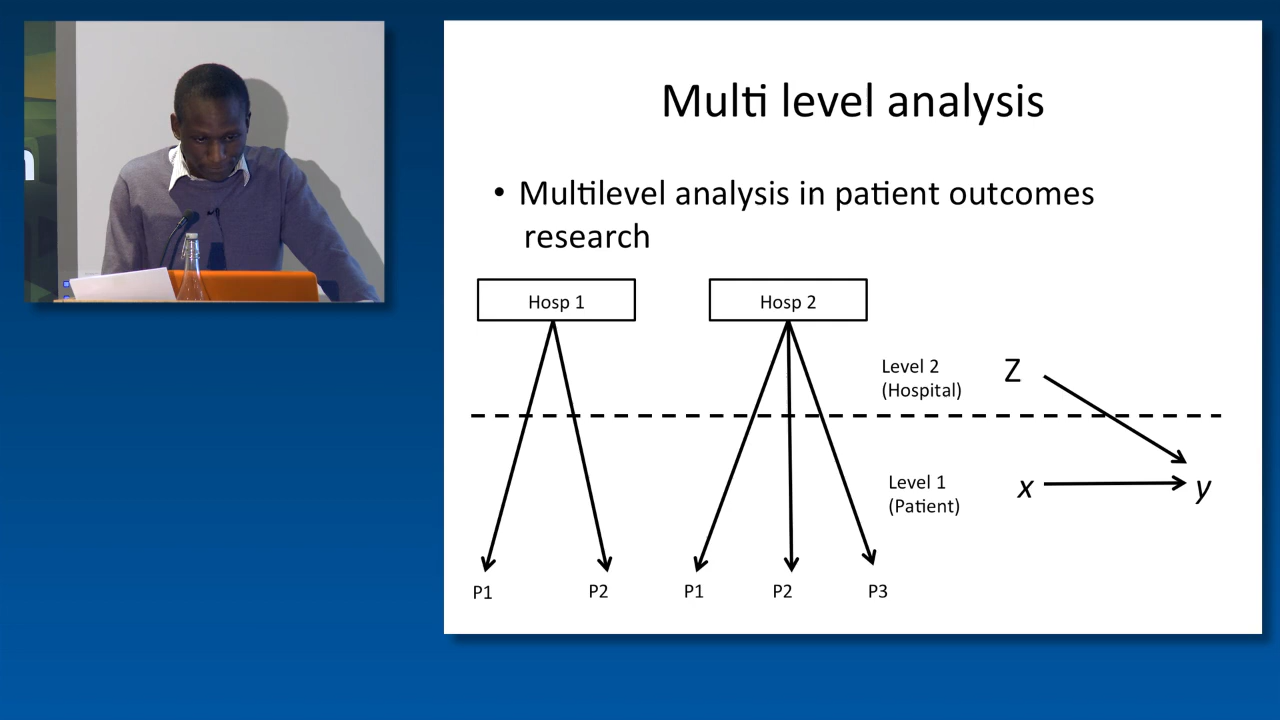 Multi level analysis
• Multilevel analysis in patient outcomes
research
Hosp 1
Hosp 2
Level 2
(Hospital)
Z
Level 1
(Patient)
x
y
P1
P2
P1
P2
P3